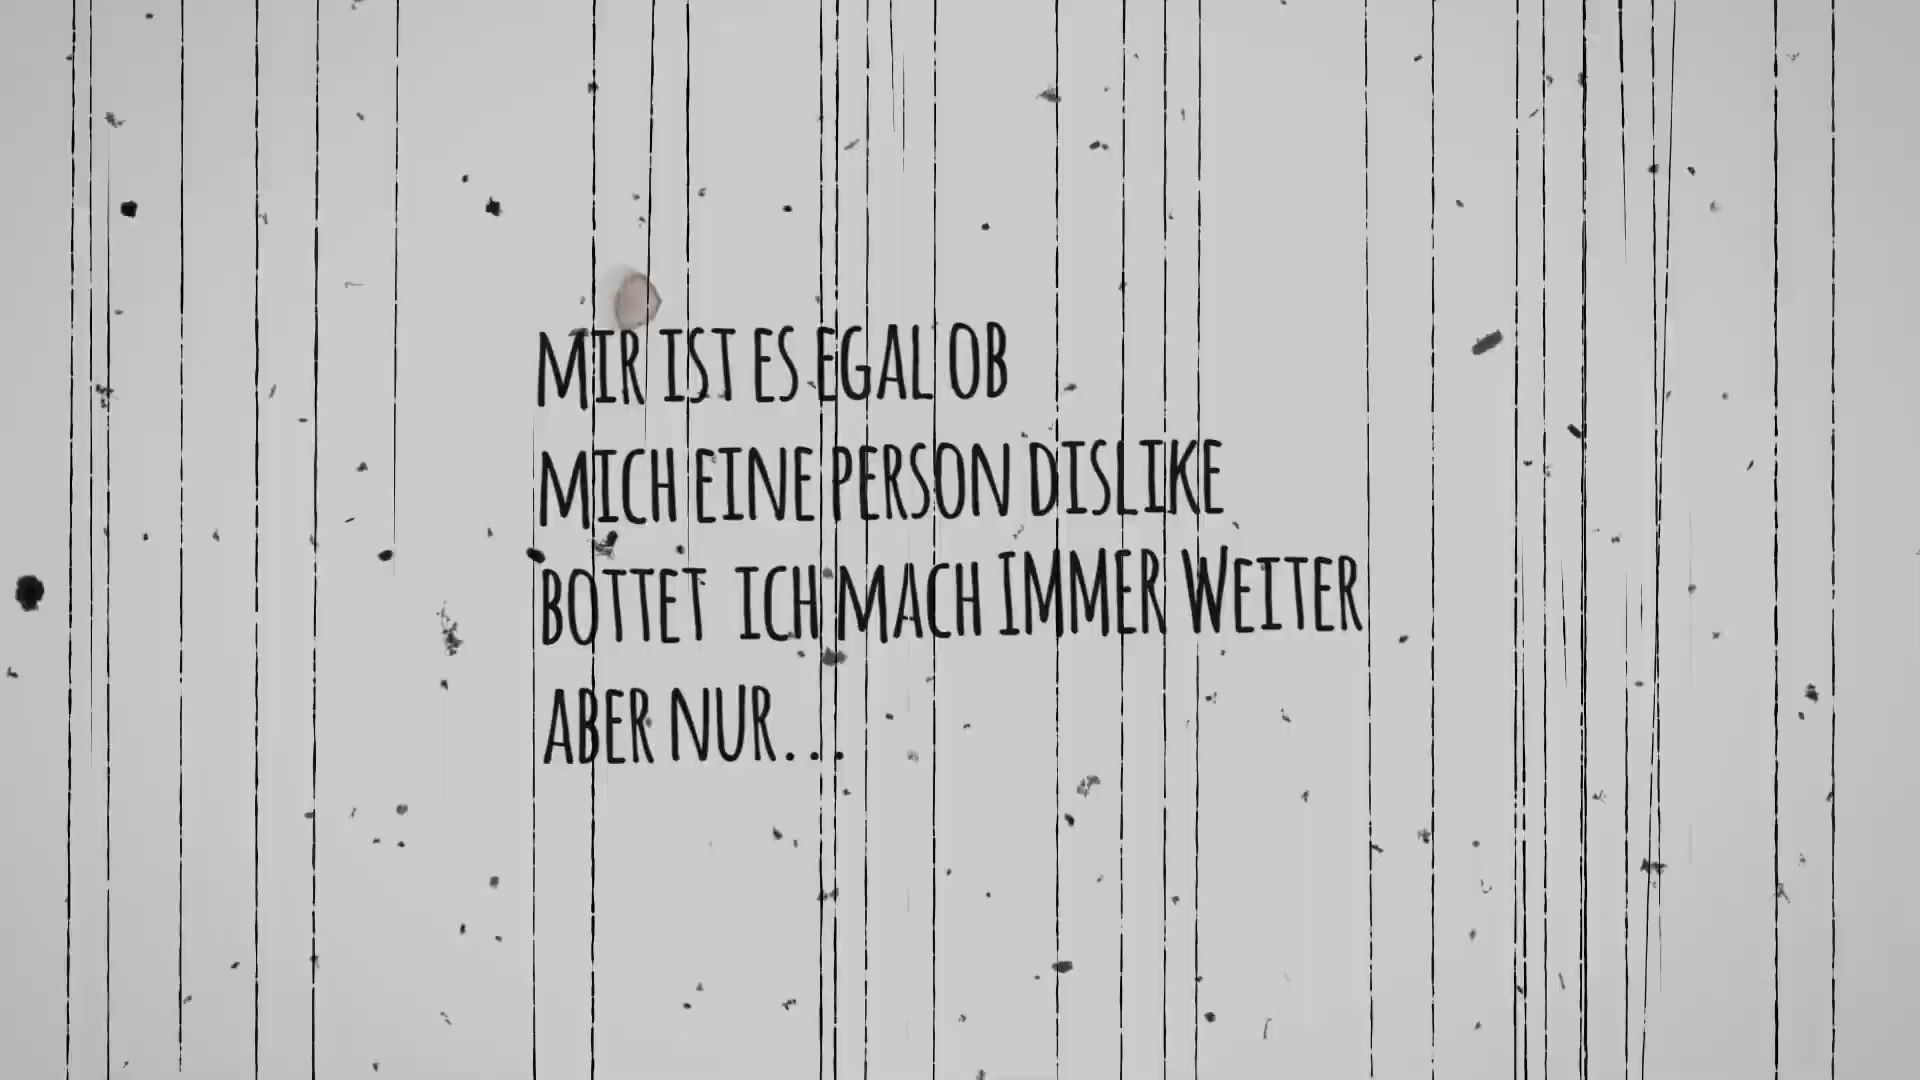 MIR IST ES EGAL OB
MICH EINE PERSON DISLIKE
BOTTET ICH MACH IMMER WEITER
ABER NUR...